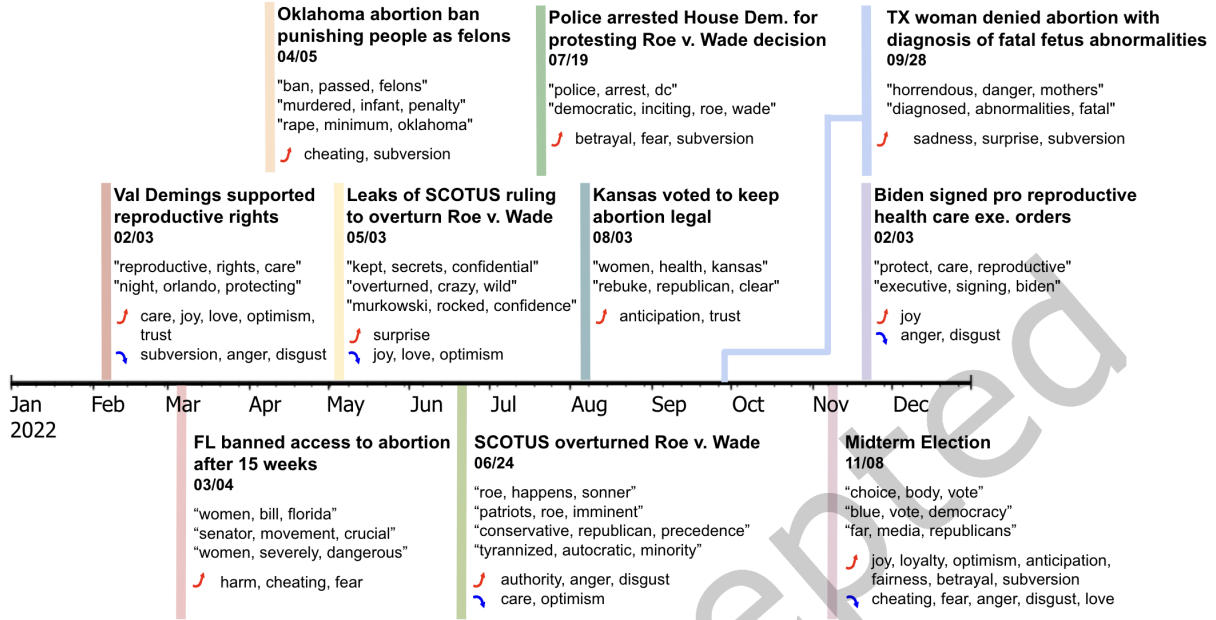 Oklahoma abortion ban
punishing people as felons
04/05
"ban, passed, felons"
"murdered, infant, penalty"
"rape, minimum, oklahoma"
cheating, subversion
Police arrested House Dem. for
protesting Roe v. Wade decision
07/19
"police, arrest, dc"
"democratic, inciting, roe, wade"
betrayal, fear, subversion
TX woman denied abortion with
diagnosis of fatal fetus abnormalities
09/28
"horrendous, danger, mothers"
"diagnosed, abnormalities, fatal"
sadness, surprise, subversion
Val Demings supported
reproductive rights
02/03
"reproductive, rights, care"
"night, orlando, protecting"
care, joy, love, optimism,
trust
subversion, anger, disgust
Leaks of SCOTUS ruling
to overturn Roe v. Wade
05/03
"kept, secrets, confidential"
"overturned, crazy, wild"
"murkowski, rocked, confidence"
surprise
joy, love, optimism
Kansas voted to keep
abortion legal
08/03
"women, health, kansas"
"rebuke, republican, clear"
anticipation, trust
Biden signed pro reproductive
health care exe. orders
02/03
"protect, care, reproductive"
"executive, signing, biden"
joy
anger, disgust
Jan Feb Mar Apr May Jun Jul Aug Sep Oct Nov Dec
2022
FL banned access to abortion
after 15 weeks
03/04
“women, bill, florida”
“senator, movement, crucial”
“women, severely, dangerous”
harm, cheating, fear
SCOTUS overturned Roe v. Wade
06/24
“roe, happens, sonner”
“patriots, roe, imminent”
“conservative, republican, precedence”
“tyrannized, autocratic, minority”
authority, anger, disgust
care, optimism
Midterm Election
11/08
“choice, body, vote”
“blue, vote, democracy”
“far, media, republicans”
joy, loyalty, optimism, anticipation,
fairness, betrayal, subversion
cheating, fear, anger, disgust, love
epted